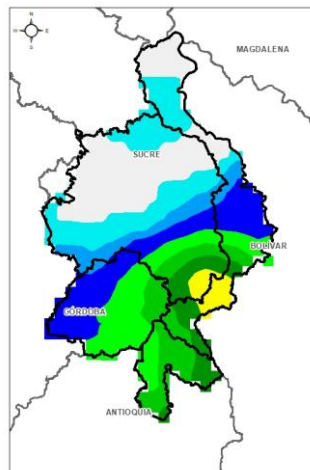 N
W E
S
MAGDALENA
SUCRE
BOLIVAR
CÓRDOBA
ANTIOQUIA